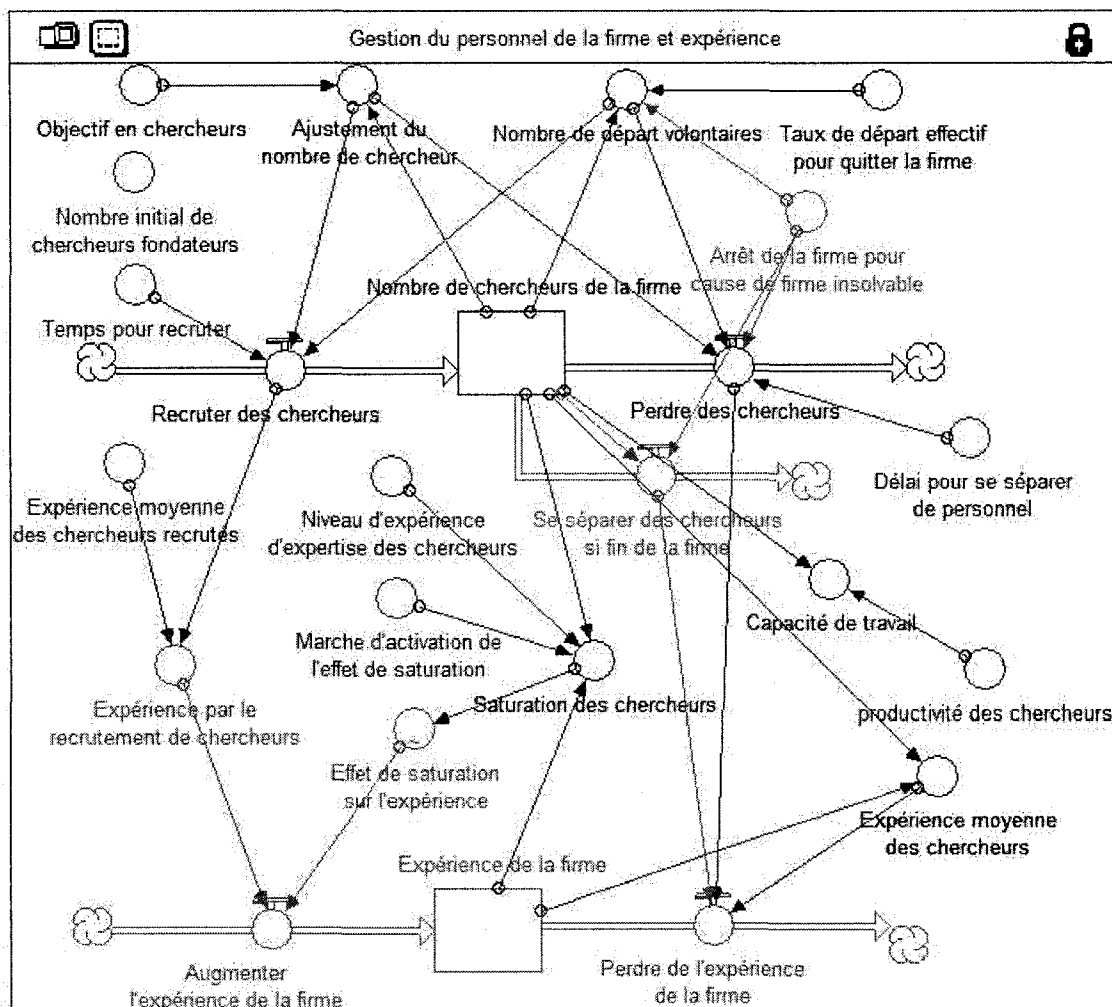 Gestion du personnel de la firme et expérience
Objectif en chercheurs
Ajustement du
nombre de chercheur
Nombre de départ volontaires
Taux de départ effectif
pour quitter la firme
Nombre initial de
chercheurs fondateurs
Arrêt de la firme pour
cause de firme insolvable
Nombre de chercheurs de la firme
Temps pour recruter
Recruter des chercheurs
Perdre des chercheurs
Délai pour se séparer
de personnel
Expérience moyenne
des chercheurs recrutés
Niveau d'expérience
d'expertise des chercheurs
Se séparer des chercheurs
si fin de la firme
Marche d'activation de
l'effet de saturation
Capacité de travail
Saturation des chercheurs
productivité des chercheurs
Expérience par le
recrutement de chercheurs
Effet de saturation
sur l'expérience
Expérience moyenne
des chercheurs
Expérience de la firme
Augmenter
l'expérience de la firme
Perdre de l'expérience
de la firme